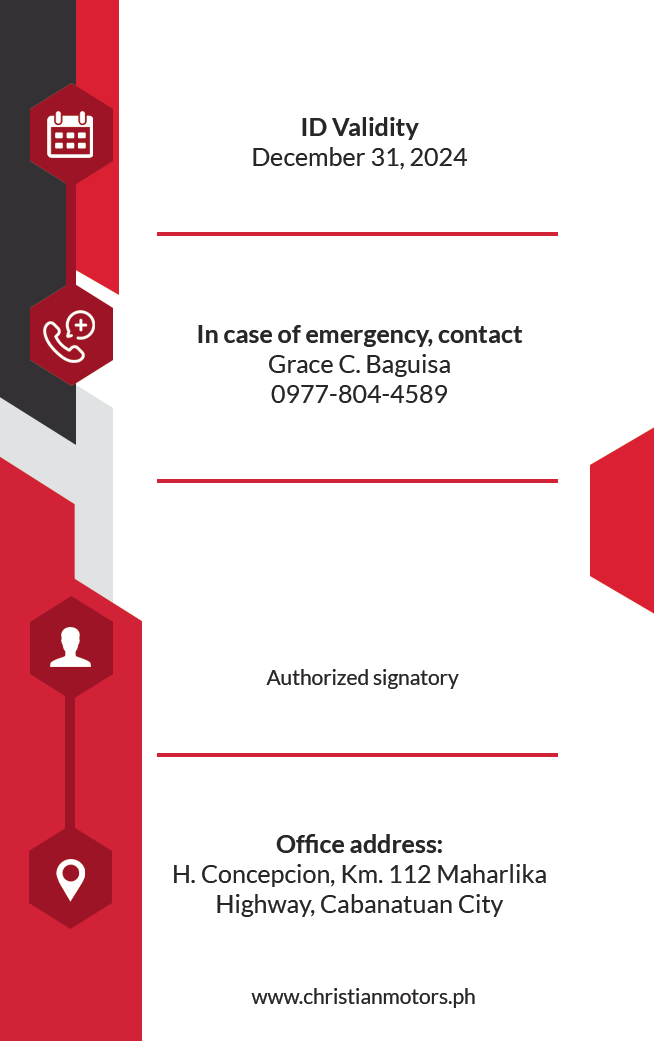 ID Validity
December 31, 2024
In case of emergency, contact
Grace C. Baguisa
0977-804-4589
Authorized signatory
Office address:
H. Concepcion, Km. 112 Maharlika
Highway, Cabanatuan City
www.christianmotors.ph